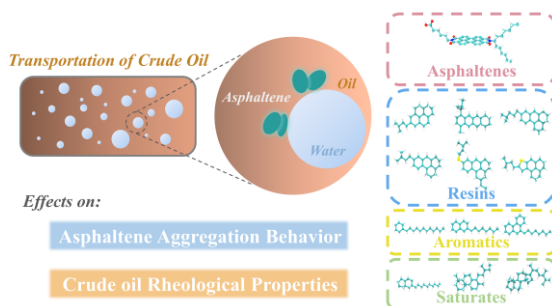 Transportation of Crude Oil
Asphaltene
Oil
Water
Effects on:
Asphaltene Aggregation Behavior
Crude oil Rheological Properties
Asphaltenes
Resins
Aromatics
Saturates